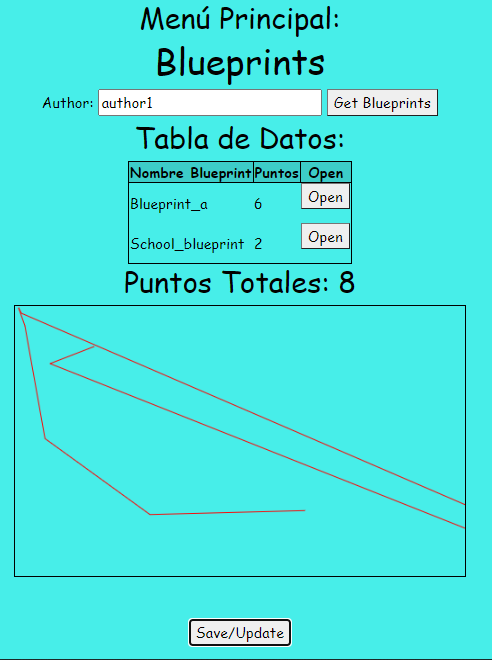 Menú Principal:
Blueprints
Author: author1 Get Blueprints
Tabla de Datos:
Nombre Blueprint Puntos Open
Blueprint_a 6 Open
School_blueprint 2 Open
Puntos Totales: 8
Save/Update